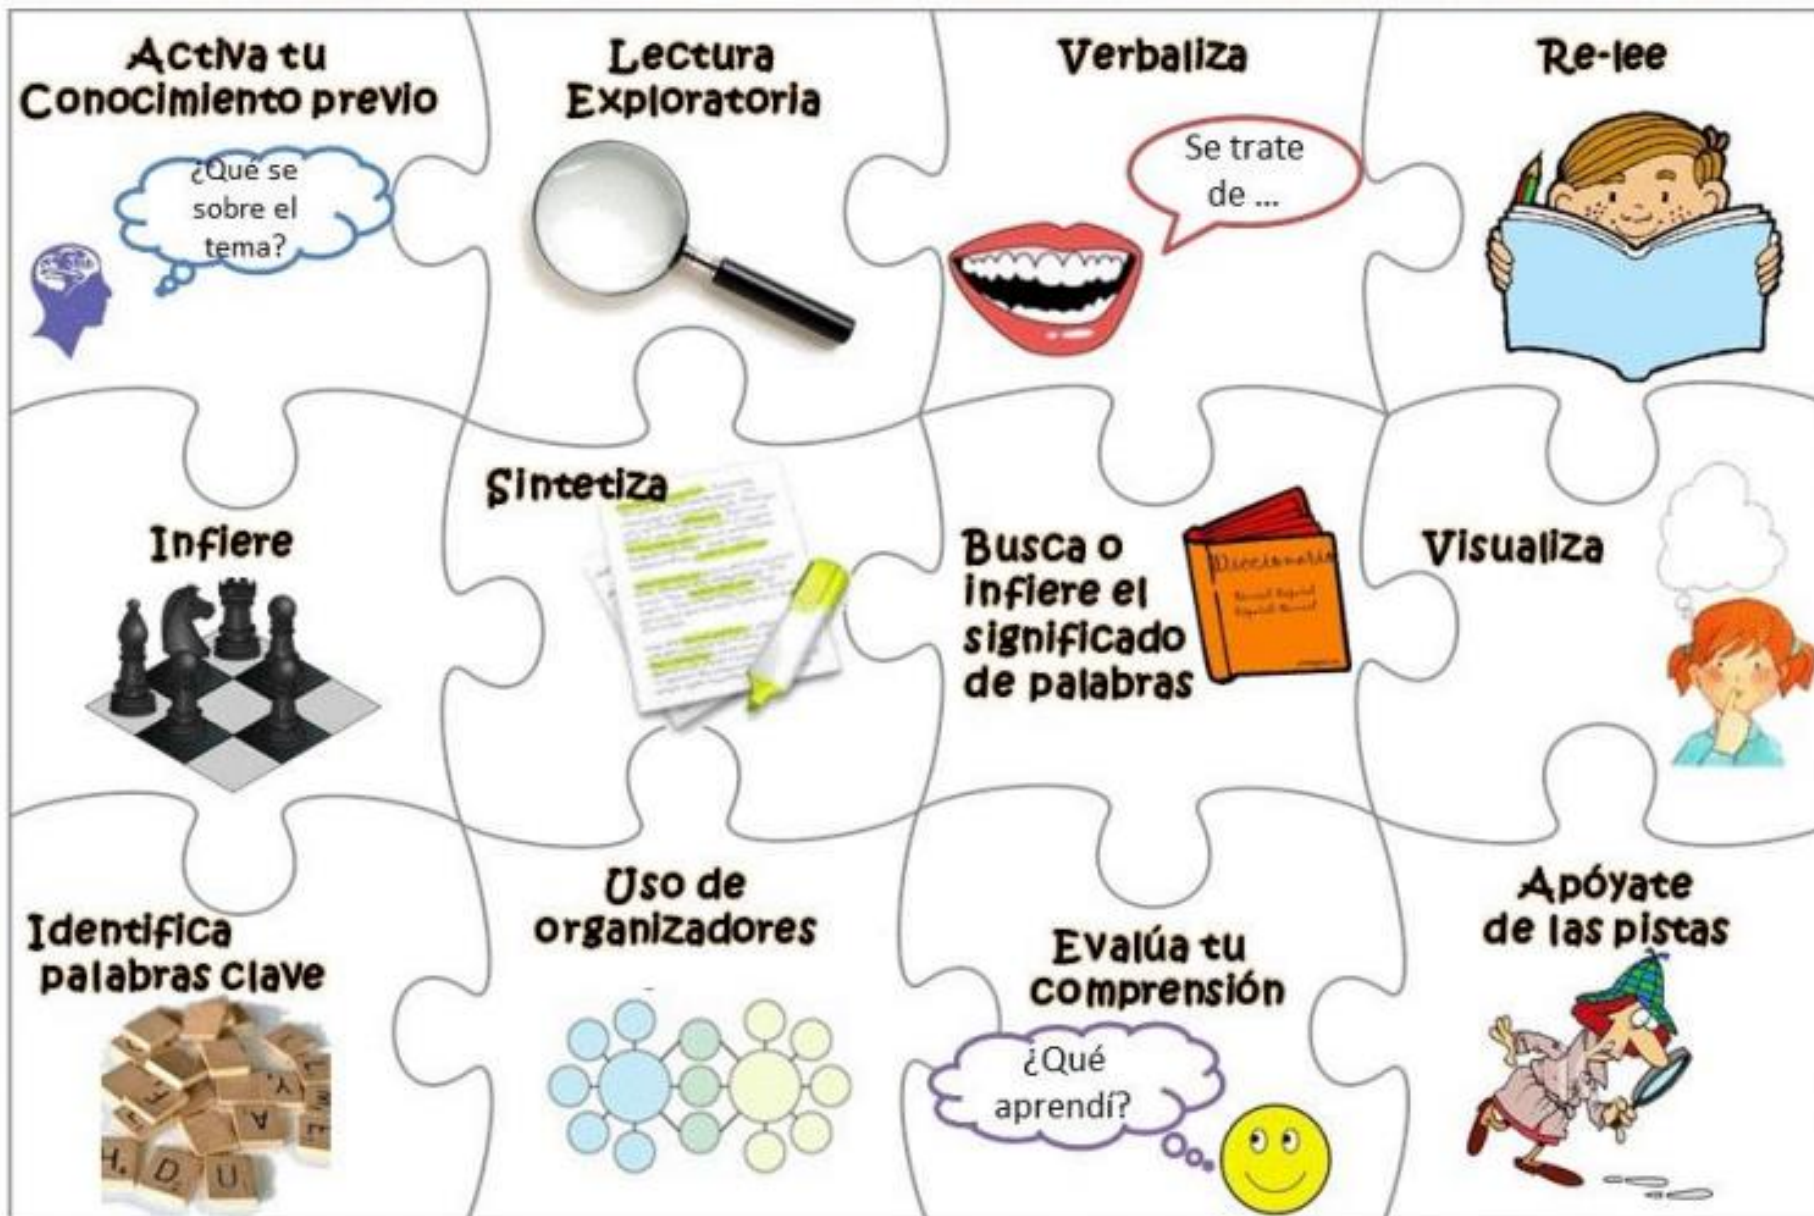 Activa tu
Conocimiento previo
¿Qué se
sobre el
tema?
Lectura
Exploratoria
Verbaliza
Se trate
de ...
Re-lee
Infiere
Sintetiza
Busca o
infiere el
significado
de palabras
Diccionario
Visualiza
Identifica
palabras clave
H D U
A
Uso de
organizadores
Evalúa tu
comprensión
¿Qué
aprendí?
Apóyate
de las pistas